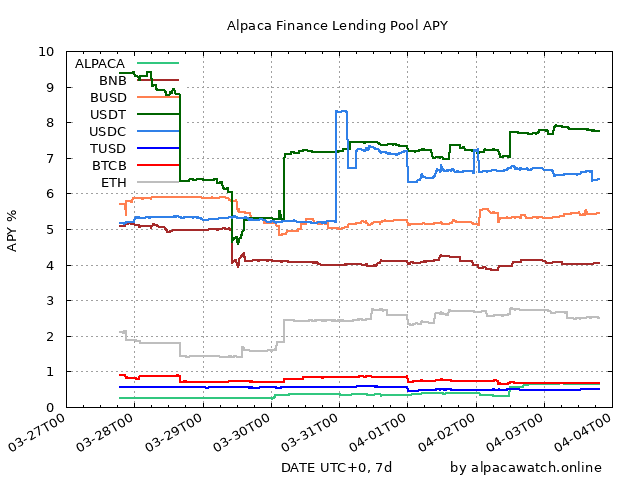 Alpaca Finance Lending Pool APY
10
9
8
7
6
5
4
3
2
1
0
APY %
ALPACA
BNB
BUSD
USDT
USDC
TUSD
BTCB
ETH
03-27T00 03-28T00 03-29T00 03-30T00 03-31T00 04-01T00 04-02T00 04-03T00 04-04T00
DATE UTC+0, 7d by alpacawatch.online